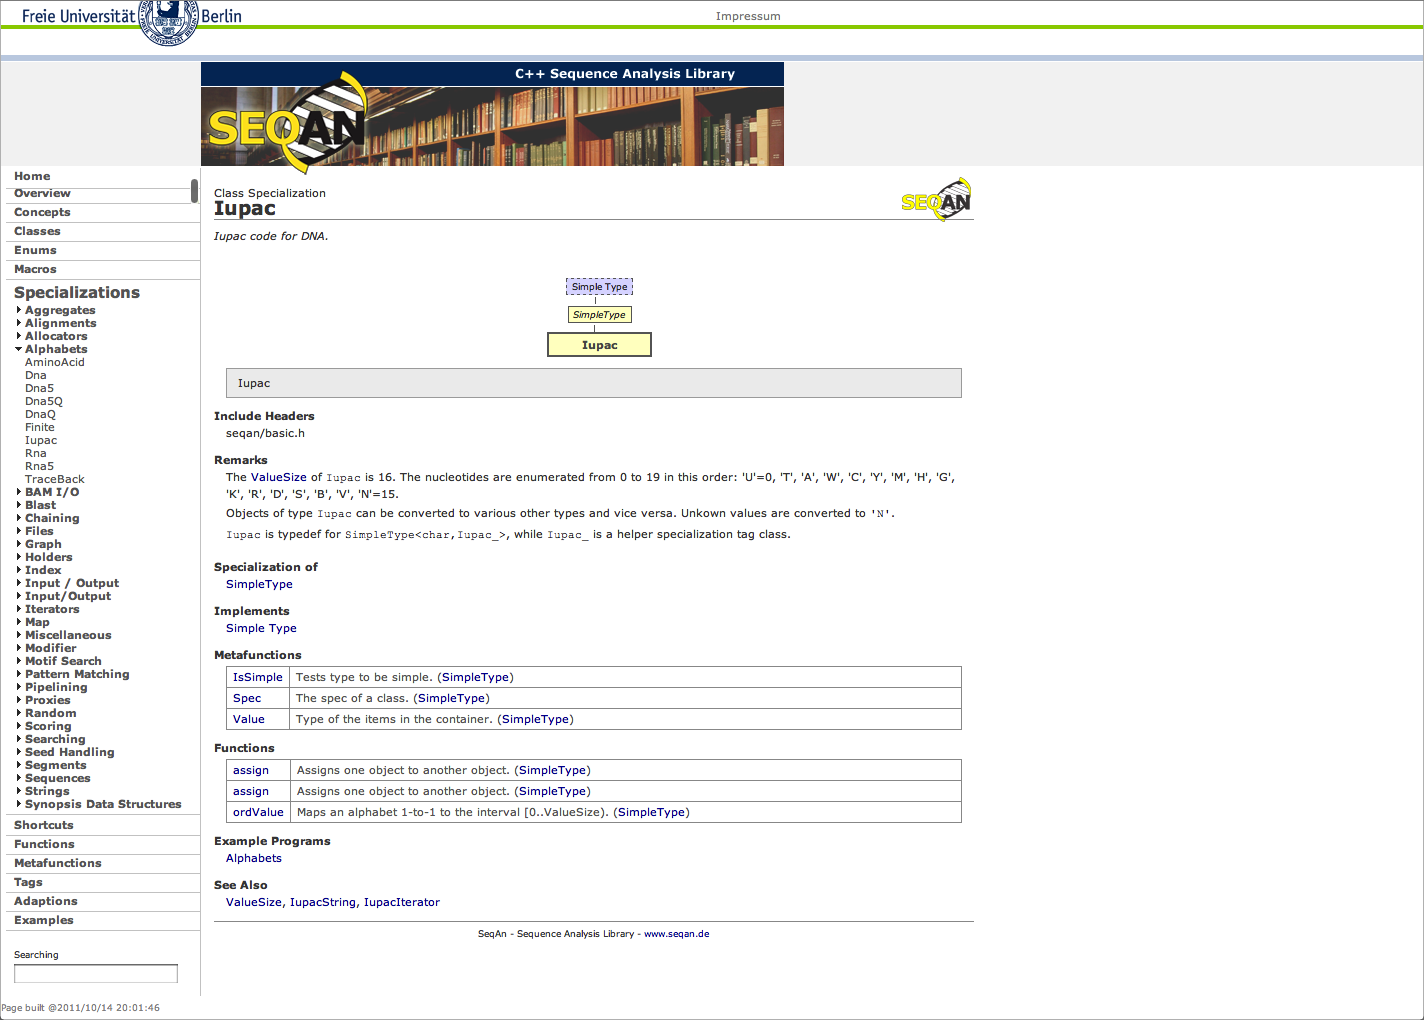 Freie Universität Berlin
Impressum
C++ Sequence Analysis Library
SEQAN
Home
Overview
Concepts
Classes
Enums
Macros
Specializations
Aggregates
Alignments
Allocators
Alphabets
AminoAcid
Dna
Dna5
Dna5Q
DnaQ
Finite
Iupac
Rna
Rna5
TraceBack
BAM I/O
Blast
Chaining
Files
Graph
Holders
Index
Input / Output
Input/Output
Iterators
Map
Miscellaneous
Modifier
Motif Search
Pattern Matching
Pipelining
Proxies
Random
Scoring
Searching
Seed Handling
Segments
Sequences
Strings
Synopsis Data Structures
Shortcuts
Functions
Metafunctions
Tags
Adaptions
Examples
Searching
Page built @2011/10/14 20:01:46
Class Specialization
Iupac
SEQAN
Iupac code for DNA.
Simple Type
SimpleType
Iupac
Iupac
Include Headers
seqan/basic.h
Remarks
The ValueSize of Iupac is 16. The nucleotides are enumerated from 0 to 19 in this order: 'U'=0, 'T', 'A', 'W', 'C', 'Y', 'M', 'H', 'G',
'K', 'R', 'D', 'S', 'B', 'V', 'N'=15.
Objects of type Iupac can be converted to various other types and vice versa. Unkown values are converted to 'N'.
Iupac is typedef for SimpleType<char,Iupac_>, while Iupac_ is a helper specialization tag class.
Specialization of
SimpleType
Implements
Simple Type
Metafunctions
IsSimple Tests type to be simple. (SimpleType)
Spec The spec of a class. (SimpleType)
Value Type of the items in the container. (SimpleType)
Functions
assign Assigns one object to another object. (SimpleType)
assign Assigns one object to another object. (SimpleType)
ordValue Maps an alphabet 1-to-1 to the interval [0..ValueSize). (SimpleType)
Example Programs
Alphabets
See Also
ValueSize, IupacString, IupacIterator
SeqAn - Sequence Analysis Library - www.seqan.de